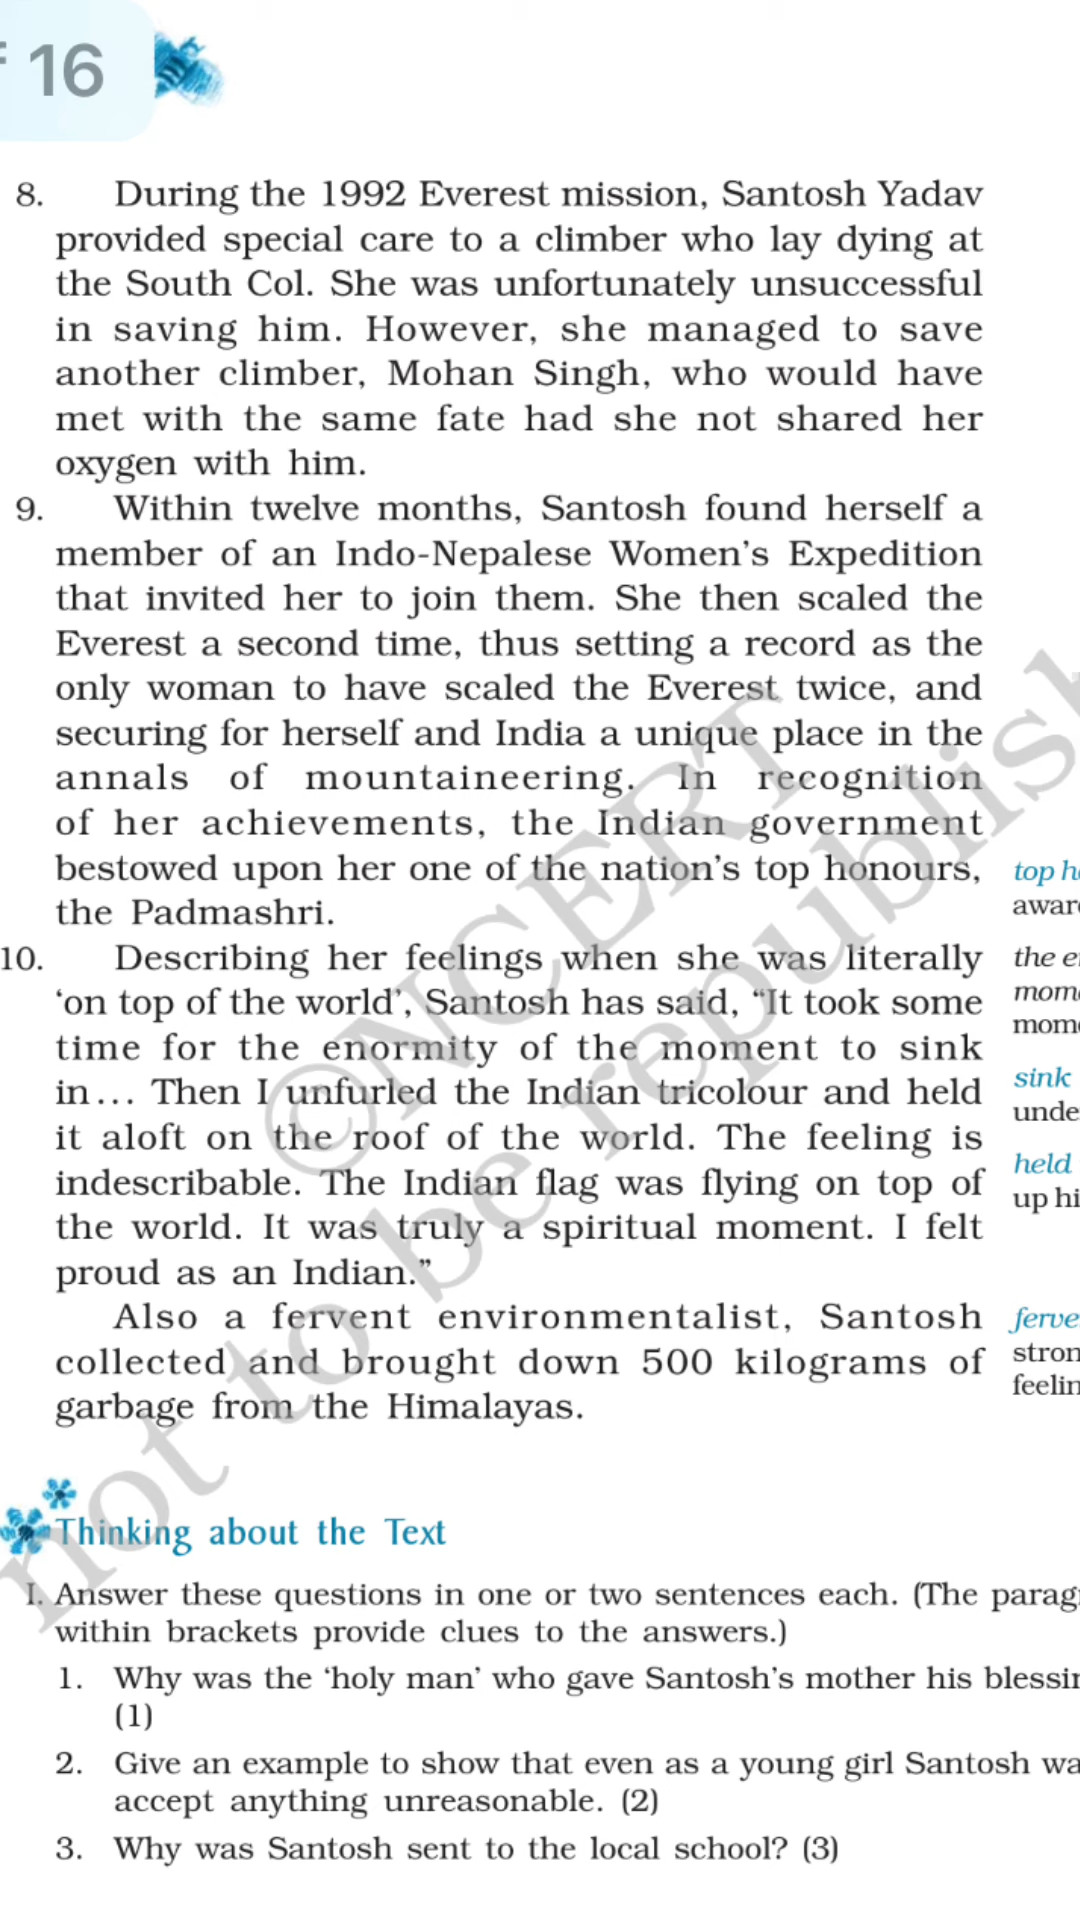 16
8. During the 1992 Everest mission, Santosh Yadav
provided special care to a climber who lay dying at
the South Col. She was unfortunately unsuccessful
in saving him. However, she managed to save
another climber, Mohan Singh, who would have
met with the same fate had she not shared her
oxygen with him.
9. Within twelve months, Santosh found herself a
member of an Indo-Nepalese Women's Expedition
that invited her to join them. She then scaled the
Everest a second time, thus setting a record as the
only woman to have scaled the Everest twice, and
securing for herself and India a unique place in the
annals of mountaineering. In recognition
of her achievements, the Indian government
bestowed upon her one of the nation's top honours,
the Padmashri.
10. Describing her feelings when she was literally
‘on top of the world’, Santosh has said, “It took some
time for the enormity of the moment to sink
in... Then I unfurled the Indian tricolour and held
it aloft on the roof of the world. The feeling is
indescribable. The Indian flag was flying on top of
the world. It was truly a spiritual moment. I felt
proud as an Indian.”
Also a fervent environmentalist, Santosh
collected and brought down 500 kilograms of
garbage from the Himalayas.
top
the
sink
held
up
©NCERT
not to be republish
Thinking about the Text
I. Answer these questions in one or two sentences each. (The
within brackets provide clues to the answers.)
1. Why was the ‘holy man’ who gave Santosh's mother his
(1)
2. Give an example to show that even as a young girl Santosh
accept anything unreasonable. (2)
3. Why was Santosh sent to the local school? (3)